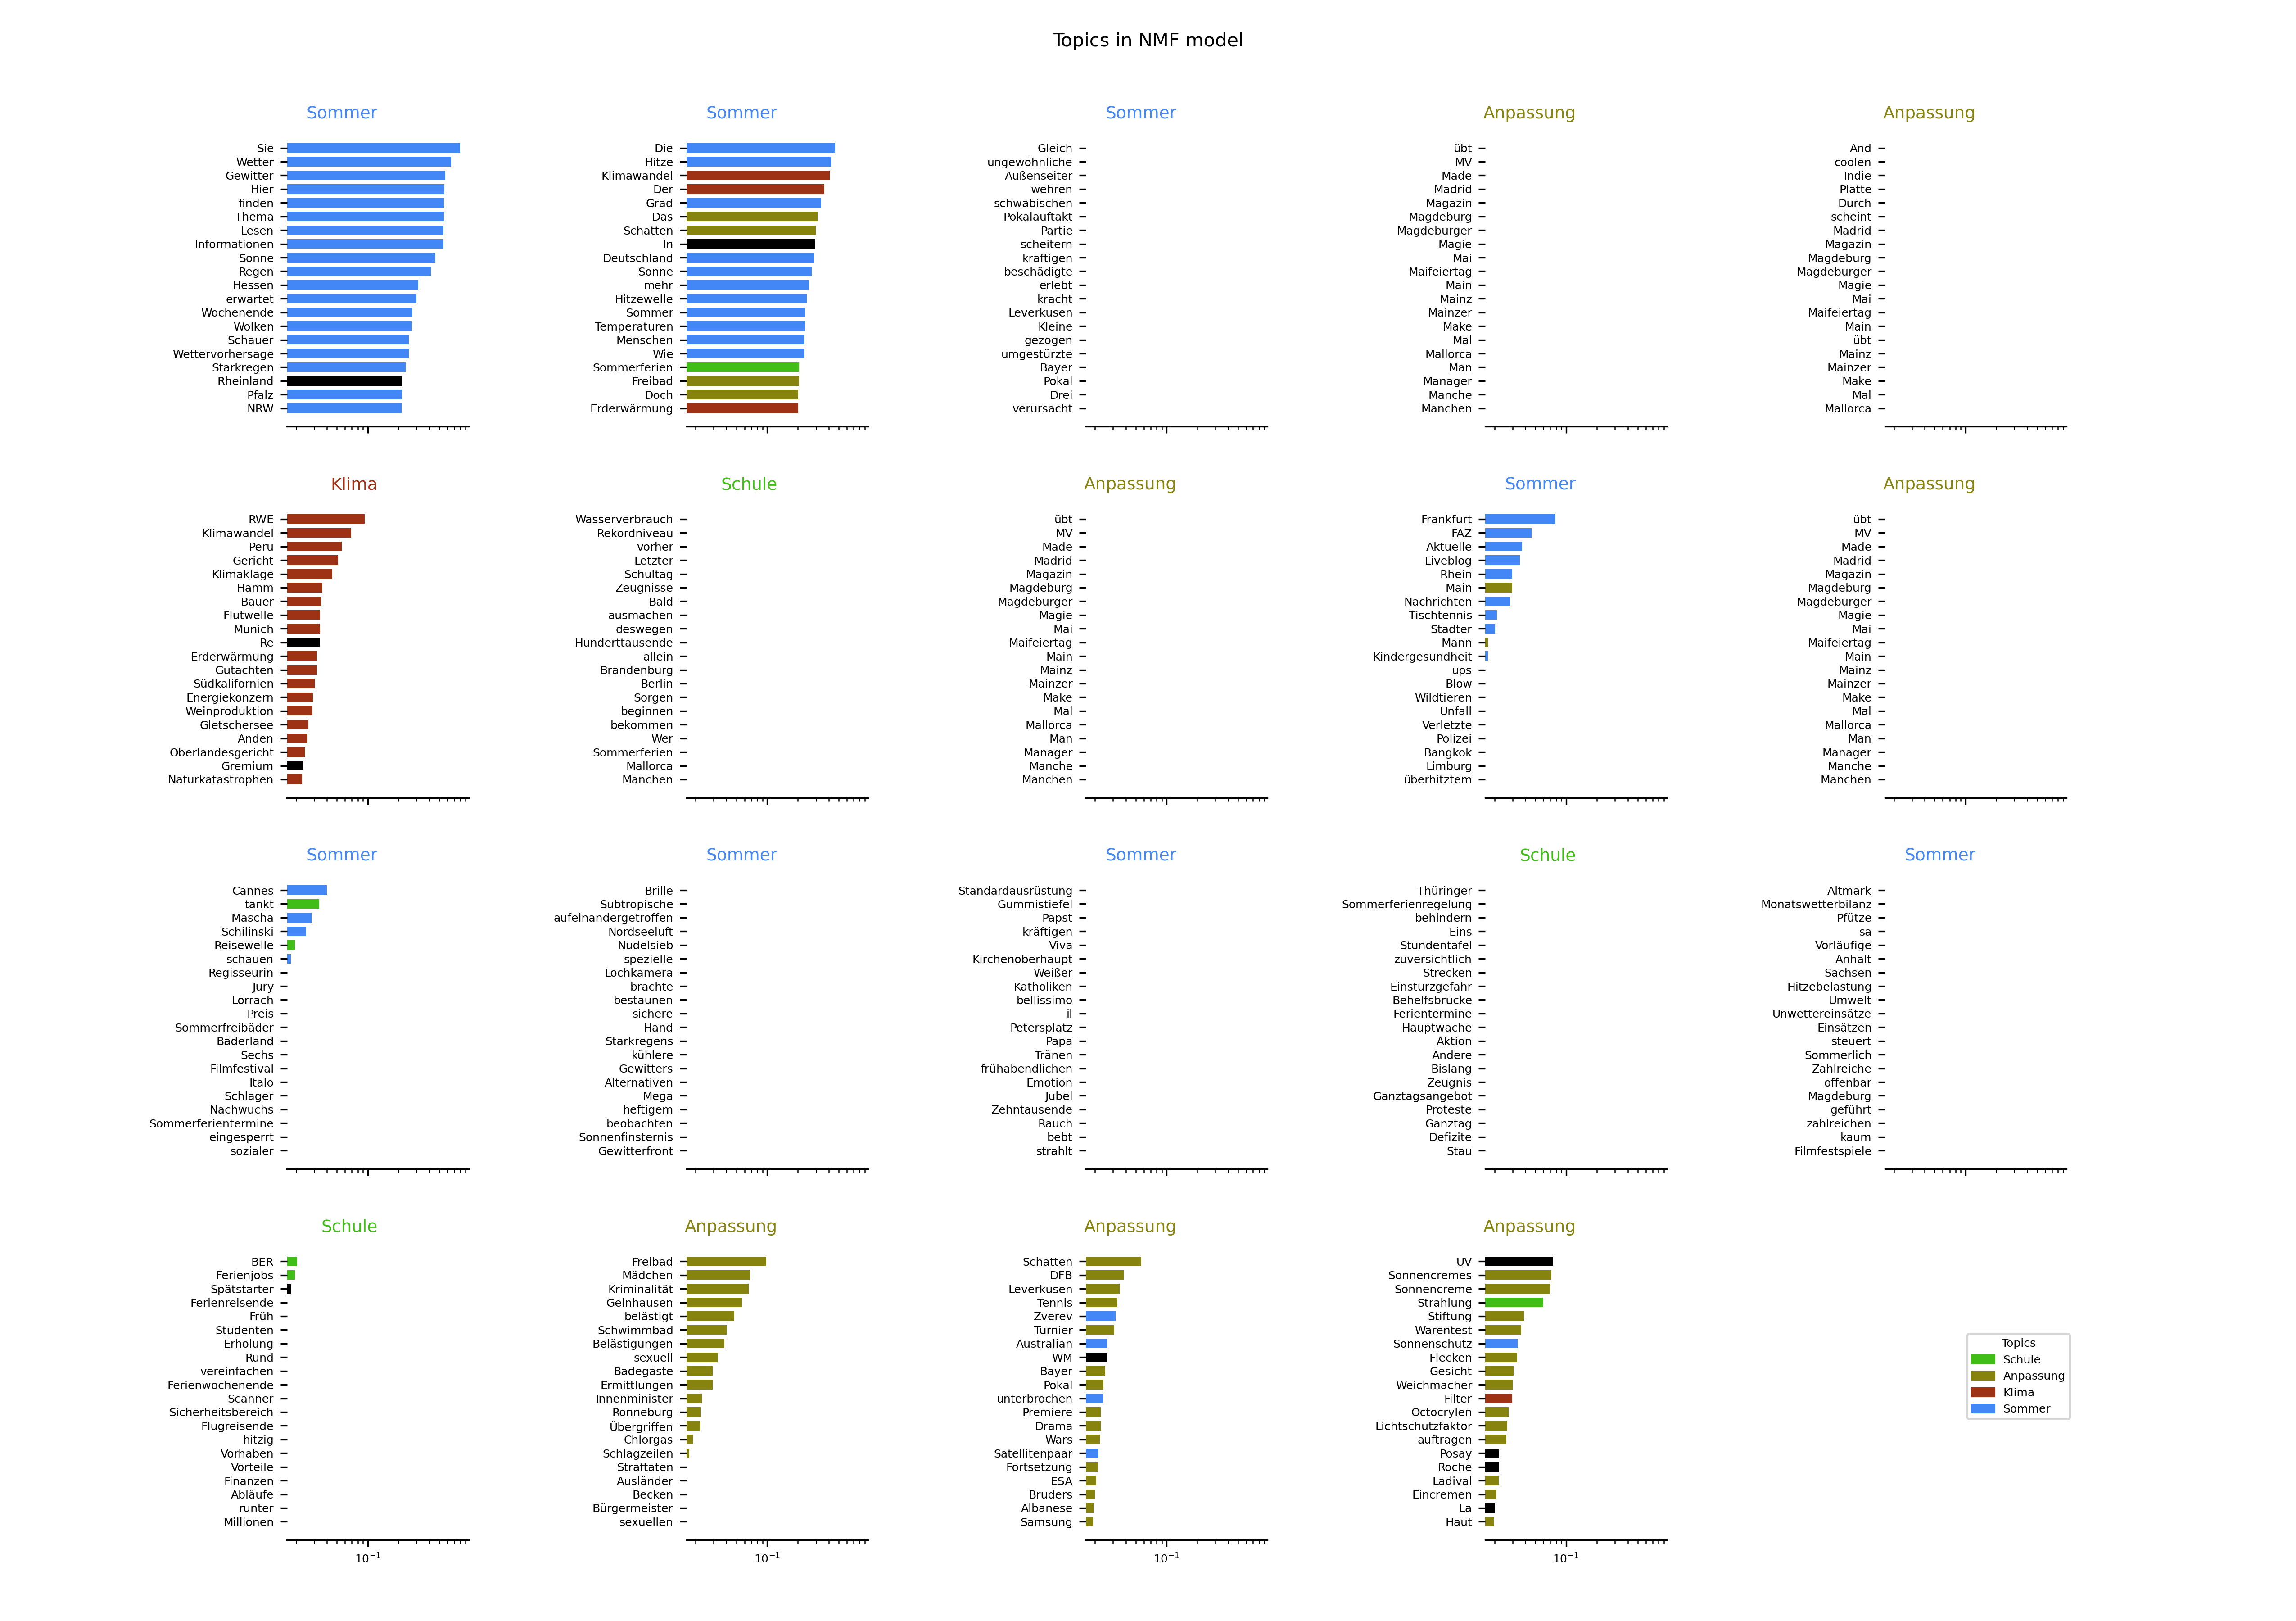 Topics in NMF model
Sommer
Sie
Wetter
Gewitter
Hier
finden
Thema
Lesen
Informationen
Sonne
Regen
Hessen
erwartet
Wochenende
Wolken
Schauer
Wettervorhersage
Starkregen
Rheinland
Pfalz
NRW
Sommer
Die
Hitze
Klimawandel
Der
Grad
Das
Schatten
In
Deutschland
Sonne
mehr
Hitzewelle
Sommer
Temperaturen
Menschen
Wie
Sommerferien
Freibad
Doch
Erderwärmung
Sommer
Gleich
ungewöhnliche
Außenseiter
wehren
schwäbischen
Pokalauftakt
Partie
scheitern
kräftigen
beschädigte
erlebt
kracht
Leverkusen
Kleine
gezogen
umgestürzte
Bayer
Pokal
Drei
verursacht
Anpassung
übt
MV
Made
Madrid
Magazin
Magdeburg
Magdeburger
Magie
Mai
Maifeiertag
Main
Mainz
Mainzer
Make
Mal
Mallorca
Man
Manager
Manche
Manchen
Anpassung
And
coolen
Indie
Platte
Durch
scheint
Madrid
Magazin
Magdeburg
Magdeburger
Magie
Mai
Maifeiertag
Main
übt
Mainz
Mainzer
Make
Mal
Mallorca
Klima
RWE
Klimawandel
Peru
Gericht
Klimaklage
Hamm
Bauer
Flutwelle
Munich
Re
Erderwärmung
Gutachten
Südkalifornien
Energiekonzern
Weinproduktion
Gletschersee
Anden
Oberlandesgericht
Gremium
Naturkatastrophen
Schule
Wasserverbrauch
Rekordniveau
vorher
Letzter
Schultag
Zeugnisse
Bald
ausmachen
deswegen
Hunderttausende
allein
Brandenburg
Berlin
Sorgen
beginnen
bekommen
Wer
Sommerferien
Mallorca
Manchen
Anpassung
übt
MV
Made
Madrid
Magazin
Magdeburg
Magdeburger
Magie
Mai
Maifeiertag
Main
Mainz
Mainzer
Make
Mal
Mallorca
Man
Manager
Manche
Manchen
Sommer
Frankfurt
FAZ
Aktuelle
Liveblog
Rhein
Main
Nachrichten
Tischtennis
Städter
Mann
Kindergesundheit
ups
Blow
Wildtieren
Unfall
Verletzte
Polizei
Bangkok
Limburg
überhitztem
Anpassung
übt
MV
Made
Madrid
Magazin
Magdeburg
Magdeburger
Magie
Mai
Maifeiertag
Main
Mainz
Mainzer
Make
Mal
Mallorca
Man
Manager
Manche
Manchen
Sommer
Cannes
tankt
Mascha
Schilinski
Reisewelle
schauen
Regisseurin
Jury
Lörrach
Preis
Sommerfreibäder
Bäderland
Sechs
Filmfestival
Italo
Schlager
Nachwuchs
Sommerferientermine
eingesperrt
sozialer
Sommer
Brille
Subtropische
aufeinandergetroffen
Nordseeluft
Nudelsieb
spezielle
Lochkamera
brachte
bestaunen
sichere
Hand
Starkregens
kühlere
Gewitters
Alternativen
Mega
heftigem
beobachten
Sonnenfinsternis
Gewitterfront
Sommer
Standardausrüstung
Gummistiefel
Papst
kräftigen
Viva
Kirchenoberhaupt
Weißer
Katholiken
bellissimo
il
Petersplatz
Papa
Tränen
frühabendlichen
Emotion
Jubel
Zehntausende
Rauch
bebt
strahlt
Schule
Thüringer
Sommerferienregelung
behindern
Eins
Stundentafel
zuversichtlich
Strecken
Einsturzgefahr
Behelfsbrücke
Ferientermine
Hauptwache
Aktion
Andere
Bislang
Zeugnis
Ganztagsangebot
Proteste
Ganztag
Defizite
Stau
Sommer
Altmark
Monatswetterbilanz
Pfütze
sa
Vorläufige
Anhalt
Sachsen
Hitzebelastung
Umwelt
Unwettereinsätze
Einsätzen
steuert
Sommerlich
Zahlreiche
offenbar
Magdeburg
geführt
zahlreichen
kaum
Filmfestspiele
Schule
BER
Ferienjobs
Spätstarter
Ferienreisende
Früh
Studenten
Erholung
Rund
vereinfachen
Ferienwochenende
Scanner
Sicherheitsbereich
Flugreisende
hitzig
Vorhaben
Vorteile
Finanzen
Abläufe
runter
Millionen
10⁻¹
Anpassung
Freibad
Mädchen
Kriminalität
Gelnhausen
belästigt
Schwimmbad
Belästigungen
sexuell
Badegäste
Ermittlungen
Innenminister
Ronneburg
Übergriffen
Chlorgas
Schlagzeilen
Straftaten
Ausländer
Becken
Bürgermeister
sexuellen
10⁻¹
Anpassung
Schatten
DFB
Leverkusen
Tennis
Zverev
Turnier
Australian
WM
Bayer
Pokal
unterbrochen
Premiere
Drama
Wars
Satellitenpaar
Fortsetzung
ESA
Bruders
Albanese
Samsung
10⁻¹
Anpassung
UV
Sonnencremes
Sonnencreme
Strahlung
Stiftung
Warentest
Sonnenschutz
Flecken
Gesicht
Weichmacher
Filter
Octocrylen
Lichtschutzfaktor
auftragen
Posay
Roche
Ladival
Eincremen
La
Haut
10⁻¹
Topics
Schule
Anpassung
Klima
Sommer